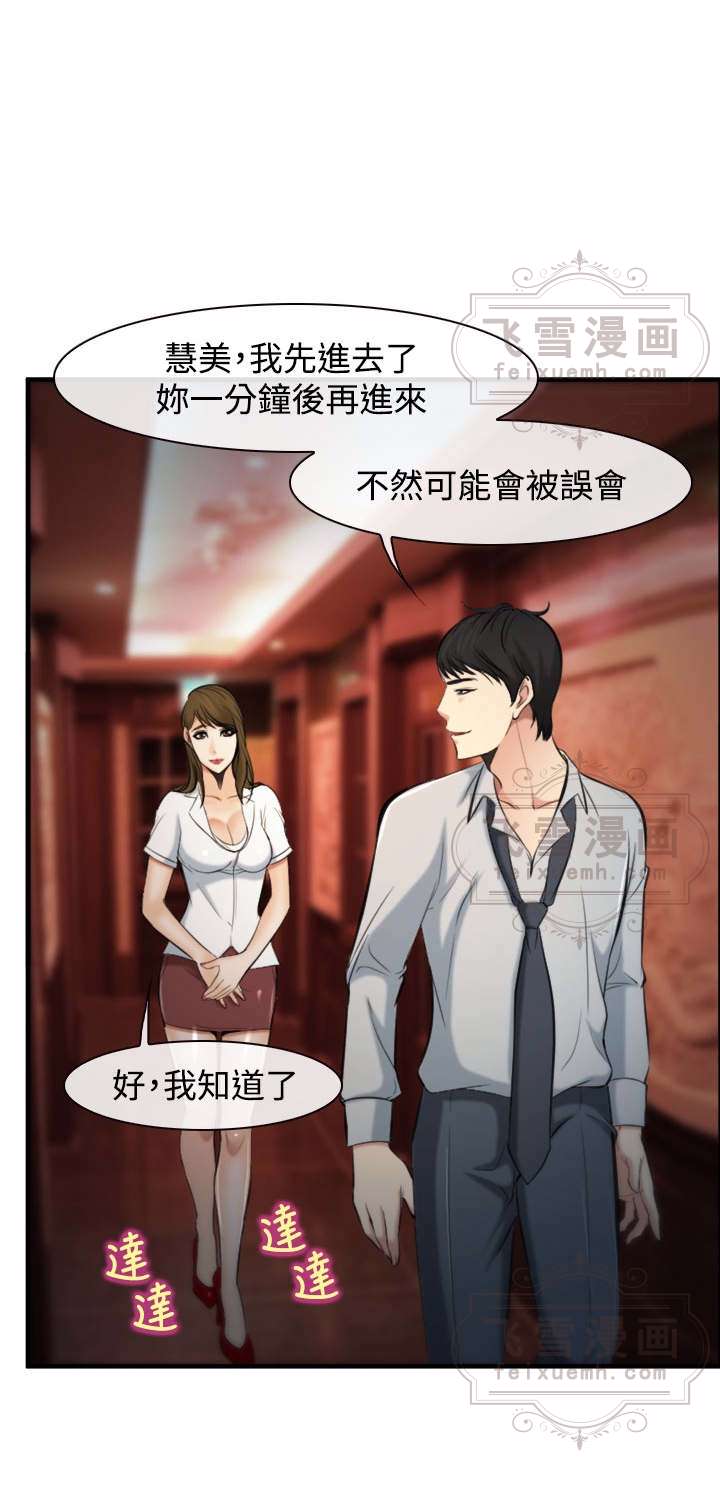 飞雪漫画
feixuemh.com
慧美，我先進去了
妳一分鐘後再進來
不然可能會被誤會
飞雪漫画
feixuemh.com
好，我知道了
達達
達達
飞雪漫画
feixuemh.com